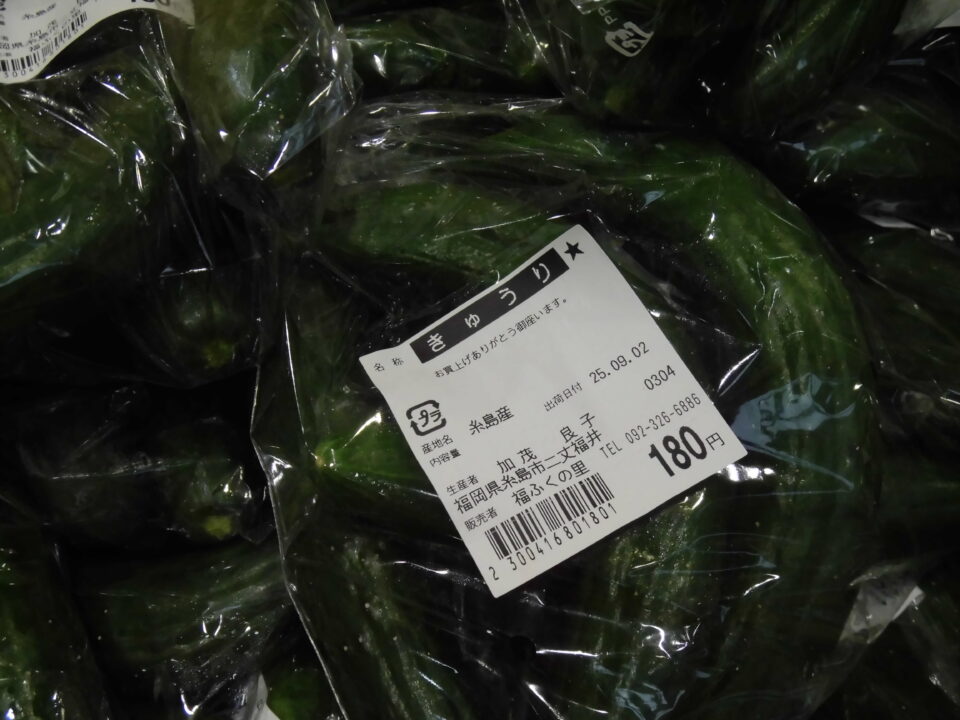 名称 きゅうり★
お買上げありがとう御座います。
プラ
産地名 糸島産 出荷日付 25.09.02
内容量 0304
生産者 加茂 良子
福岡県糸島市二丈福井 TEL 092-326-6886
販売者 福ふくの里 180円
2 300416801801